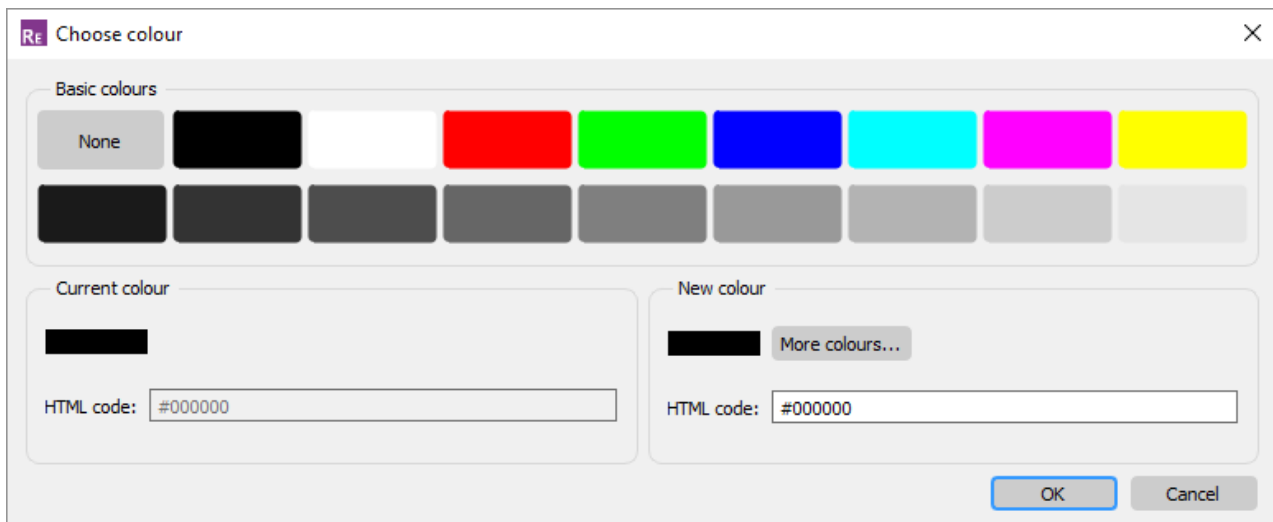 RE Choose colour
Basic colours
None
Current colour
HTML code: #000000
New colour
More colours...
HTML code: #000000
OK Cancel